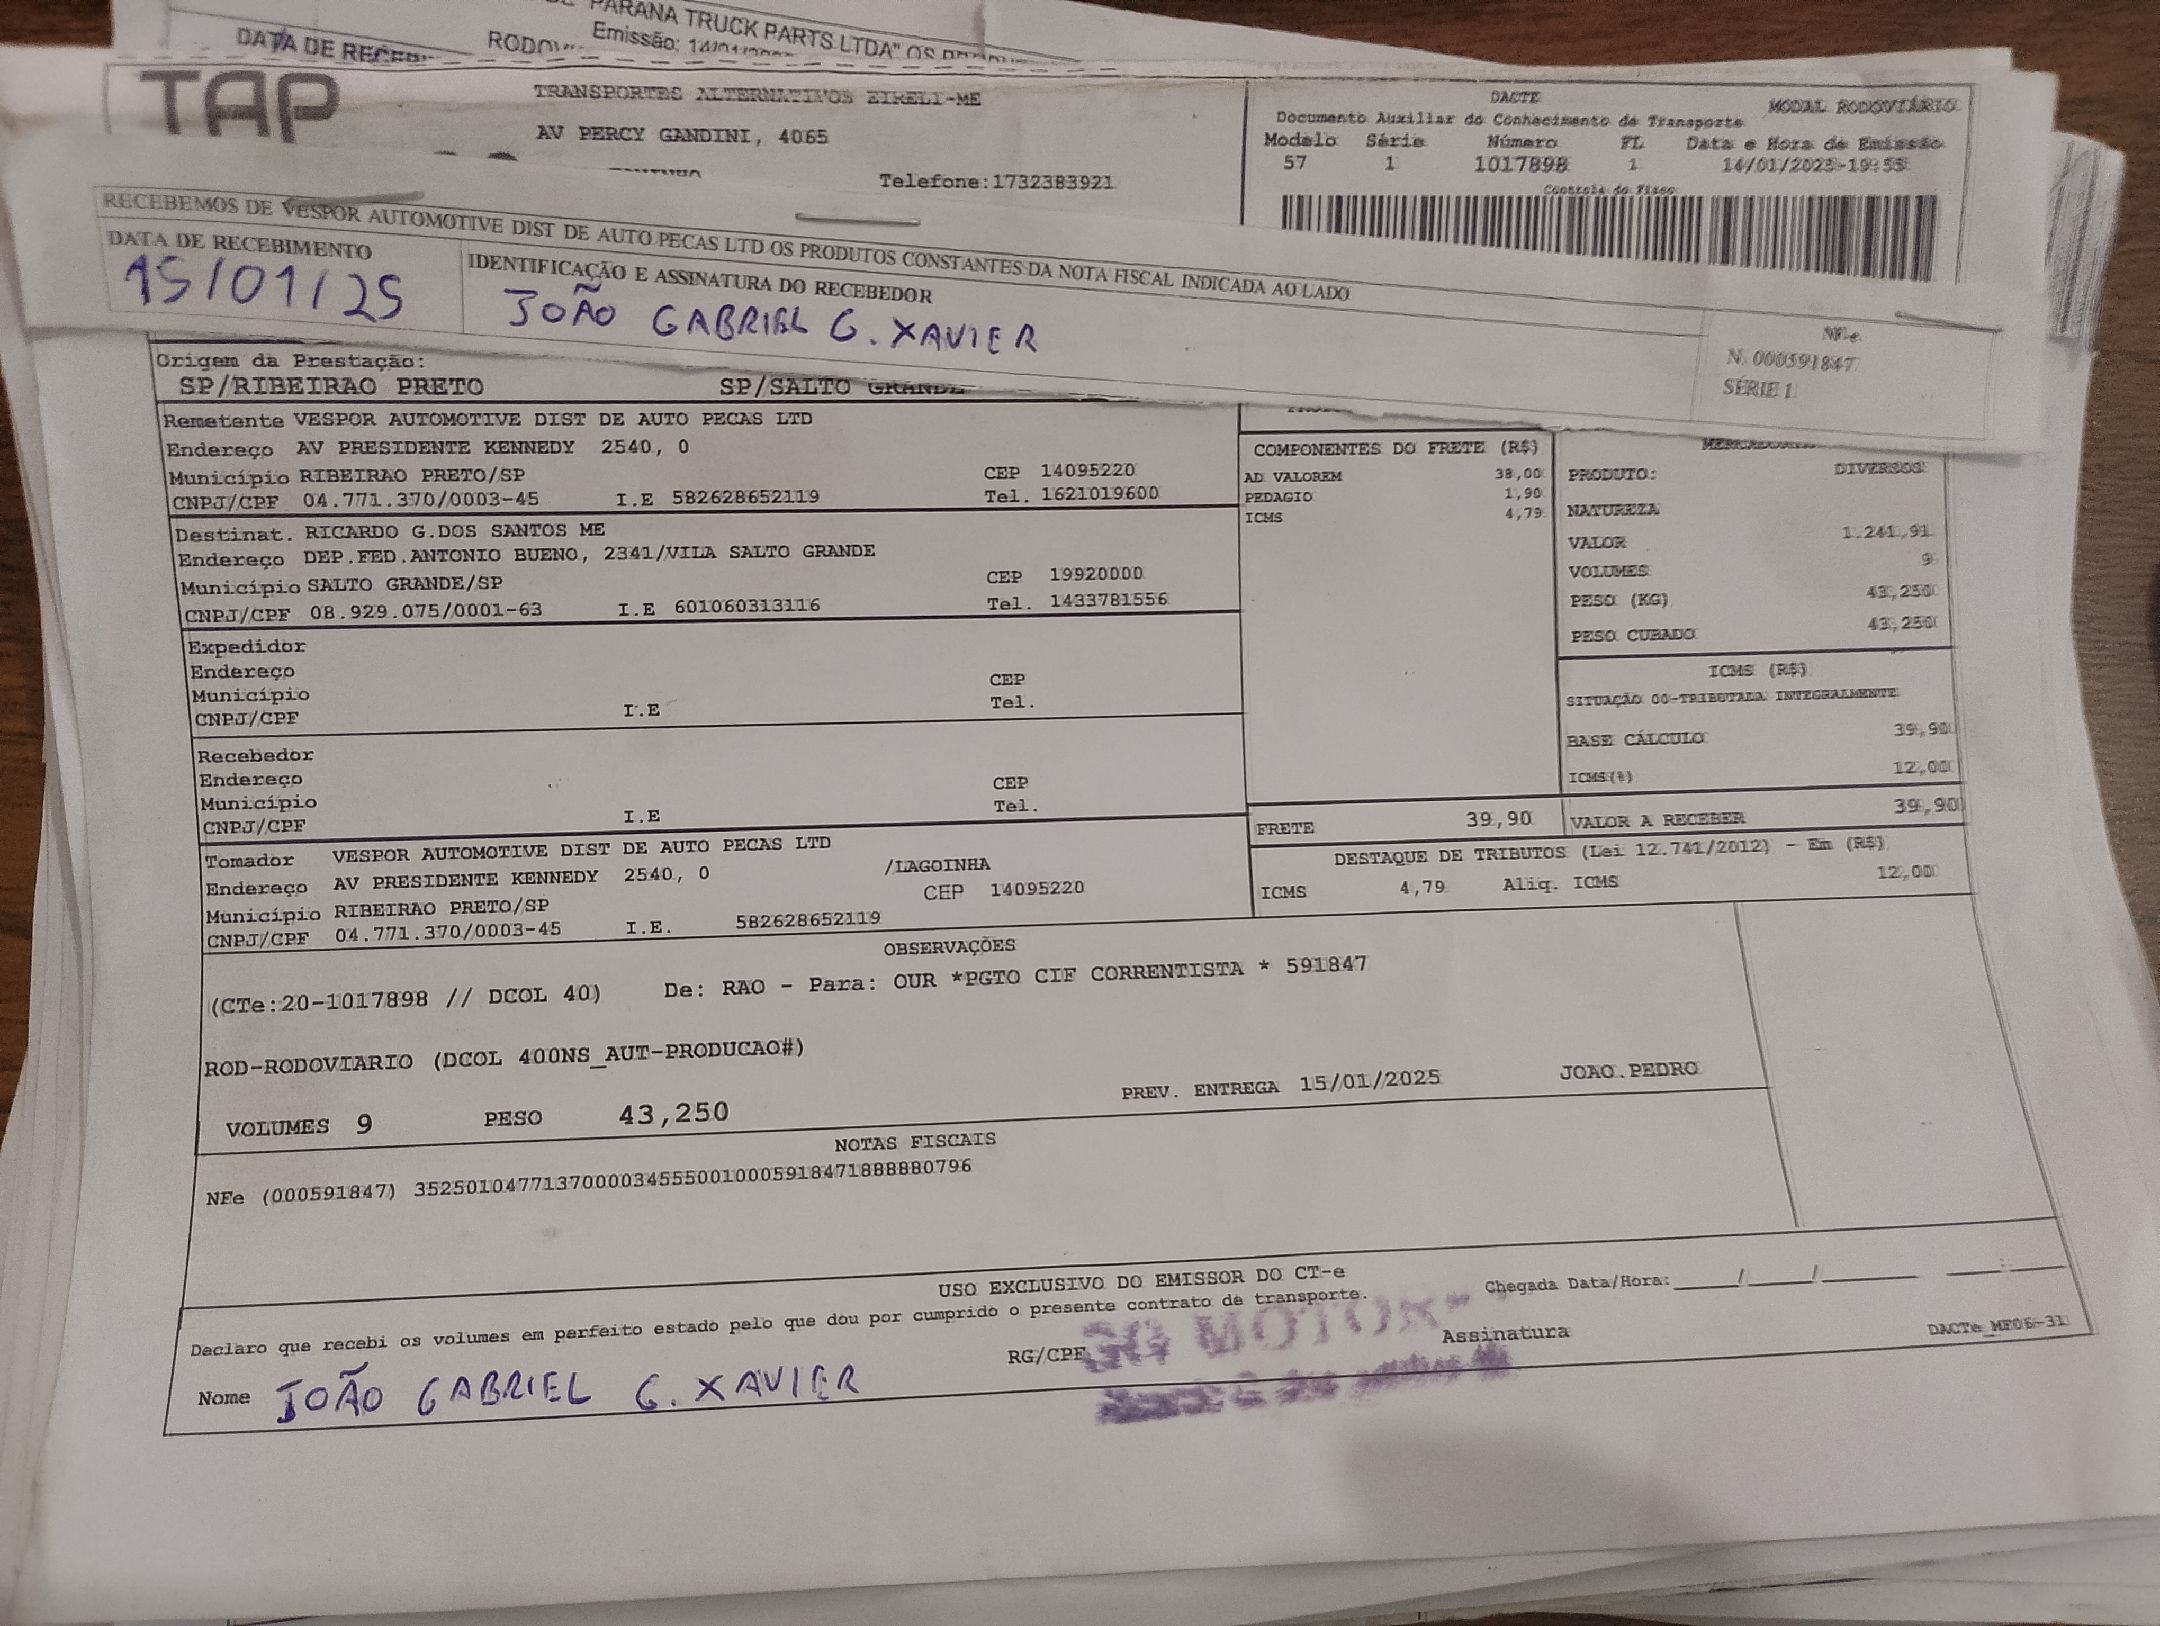 PARANA TRUCK PARTS LTDA" OS
DATA DE RECEB
Emissão: 14/01/
TAP
TRANSPORTES ALTERNATIVOS EIRELI-ME
AV PERCY GANDINI, 4065
Telefone:1732383921
DACTE
MODAL RODOVIÁRIO
Documento Auxiliar do Conhecimento de Transporte
Modelo Série Número FL Data e Hora de Emissão
57 1 1017898 1 14/01/2025-19:55
Controle do Fisco
RECEBEMOS DE VESPOR AUTOMOTIVE DIST DE AUTO PECAS LTD OS PRODUTOS CONSTANTES DA NOTA FISCAL INDICADA AO LADO
DATA DE RECEBIMENTO
15/01/25
IDENTIFICAÇÃO E ASSINATURA DO RECEBEDOR
JOÃO GABRIEL G. XAVIER
NF-e
N. 000591847
SÉRIE 1
Origem da Prestação:
SP/RIBEIRAO PRETO SP/SALTO GRANDE
Remetente VESPOR AUTOMOTIVE DIST DE AUTO PECAS LTD
Endereço AV PRESIDENTE KENNEDY 2540, 0
Município RIBEIRAO PRETO/SP CEP 14095220
CNPJ/CPF 04.771.370/0003-45 I.E 582628652119 Tel. 1621019600
Destinat. RICARDO G.DOS SANTOS ME
Endereço DEP.FED.ANTONIO BUENO, 2341/VILA SALTO GRANDE
Município SALTO GRANDE/SP CEP 19920000
CNPJ/CPF 08.929.075/0001-63 I.E 601060313116 Tel. 1433781556
Expedidor
Endereço
Município CEP
CNPJ/CPF I.E Tel.
Recebedor
Endereço
Município CEP
CNPJ/CPF I.E Tel.
Tomador VESPOR AUTOMOTIVE DIST DE AUTO PECAS LTD
Endereço AV PRESIDENTE KENNEDY 2540, 0 /LAGOINHA
Município RIBEIRAO PRETO/SP CEP 14095220
CNPJ/CPF 04.771.370/0003-45 I.E. 582628652119
COMPONENTES DO FRETE (R$)
AD VALOREM 38,00
PEDAGIO 1,90
ICMS 4,79
PRODUTO: DIVERSOS
NATUREZA
VALOR 1.241,91
VOLUMES 9
PESO (KG) 43,250
PESO CUBADO 43,250
ICMS (R$)
SITUAÇÃO 00-TRIBUTADA INTEGRALMENTE
BASE CÁLCULO 39,90
ICMS(%) 12,00
FRETE 39,90 VALOR A RECEBER 39,90
DESTAQUE DE TRIBUTOS (Lei 12.741/2012) - Em (R$)
ICMS 4,79 Aliq. ICMS 12,00
OBSERVAÇÕES
(CTe:20-1017898 // DCOL 40) De: RAO - Para: OUR *PGTO CIF CORRENTISTA * 591847
ROD-RODOVIARIO (DCOL 400NS_AUT-PRODUCAO#)
PREV. ENTREGA 15/01/2025 JOAO.PEDRO
VOLUMES 9 PESO 43,250
NOTAS FISCAIS
NFe (000591847) 35250104771370000345550010005918471888880796
USO EXCLUSIVO DO EMISSOR DO CT-e
Declaro que recebi os volumes em perfeito estado pelo que dou por cumprido o presente contrato de transporte.
Chegada Data/Hora: / / :
Nome JOÃO GABRIEL G. XAVIER RG/CPF Assinatura
DACTe_ME06-31